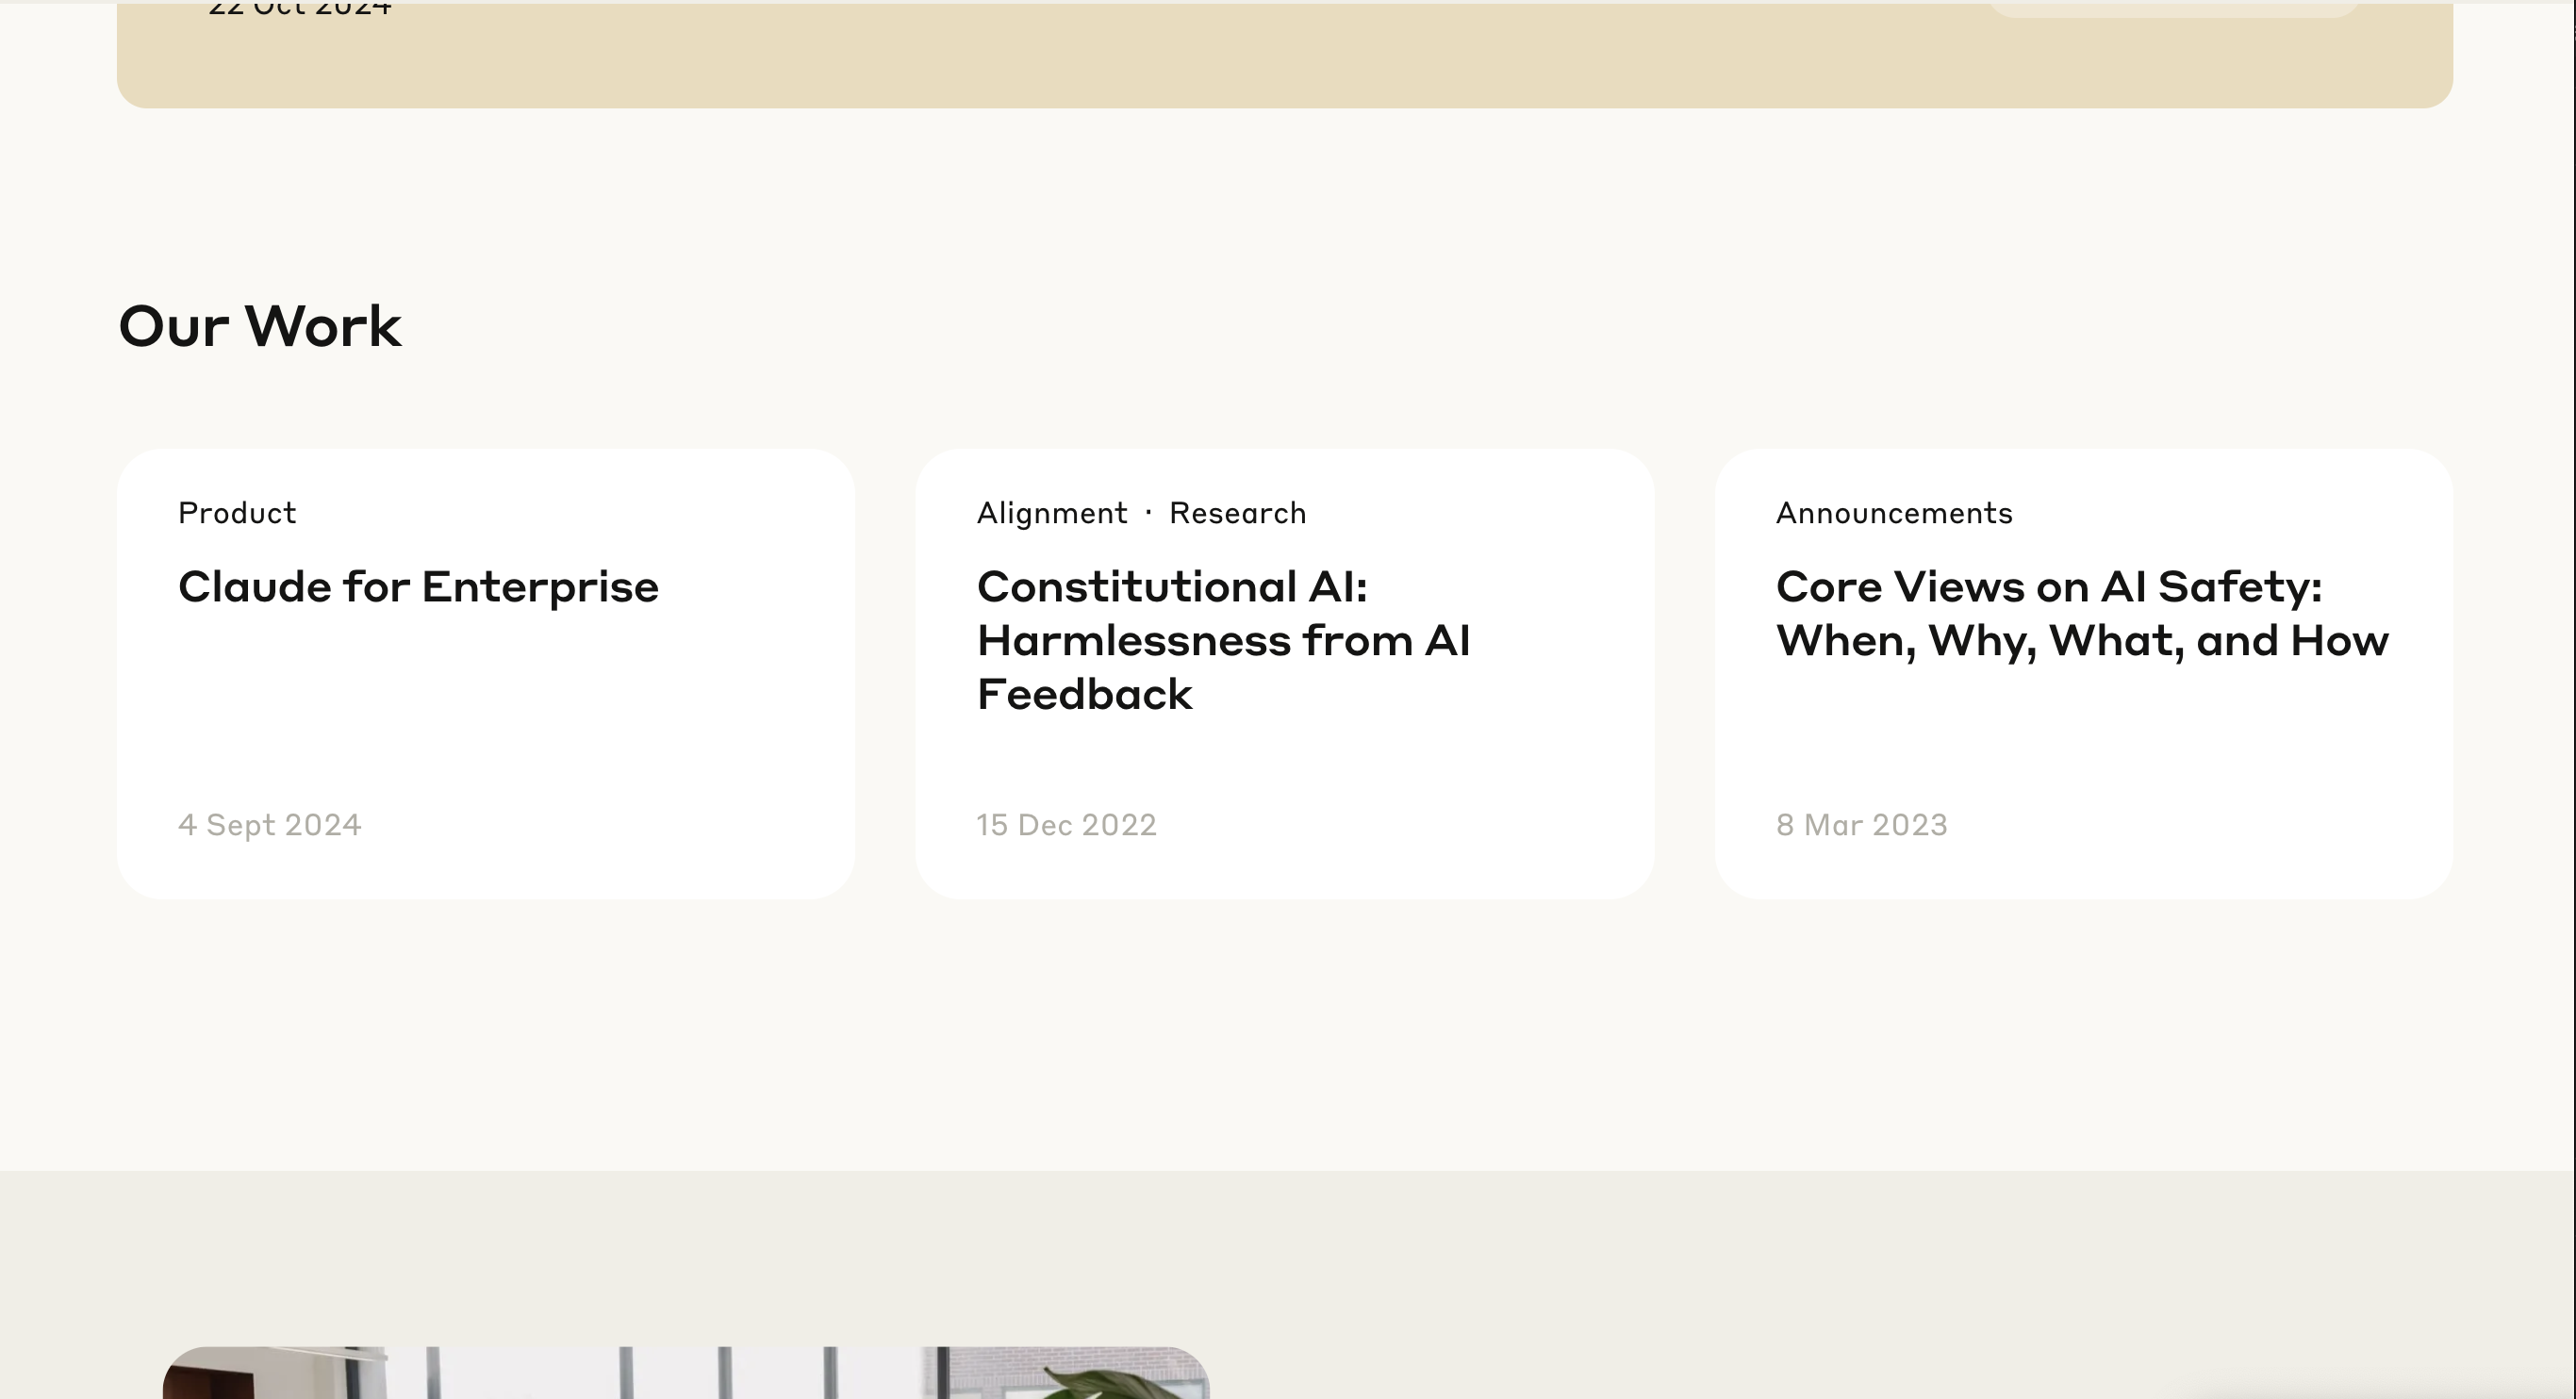 22 Oct 2024
Our Work
Product
Claude for Enterprise
4 Sept 2024
Alignment · Research
Constitutional AI:
Harmlessness from AI
Feedback
15 Dec 2022
Announcements
Core Views on AI Safety:
When, Why, What, and How
8 Mar 2023